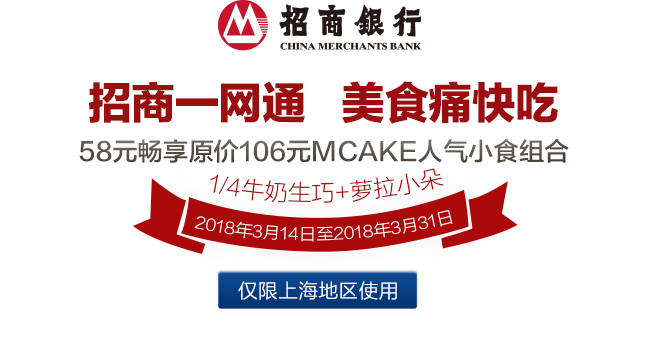 招商银行
CHINA MERCHANTS BANK
招商一网通 美食痛快吃
58元畅享原价106元MCAKE人气小食组合
1/4牛奶生巧+萝拉小朵
2018年3月14日至2018年3月31日
仅限上海地区使用